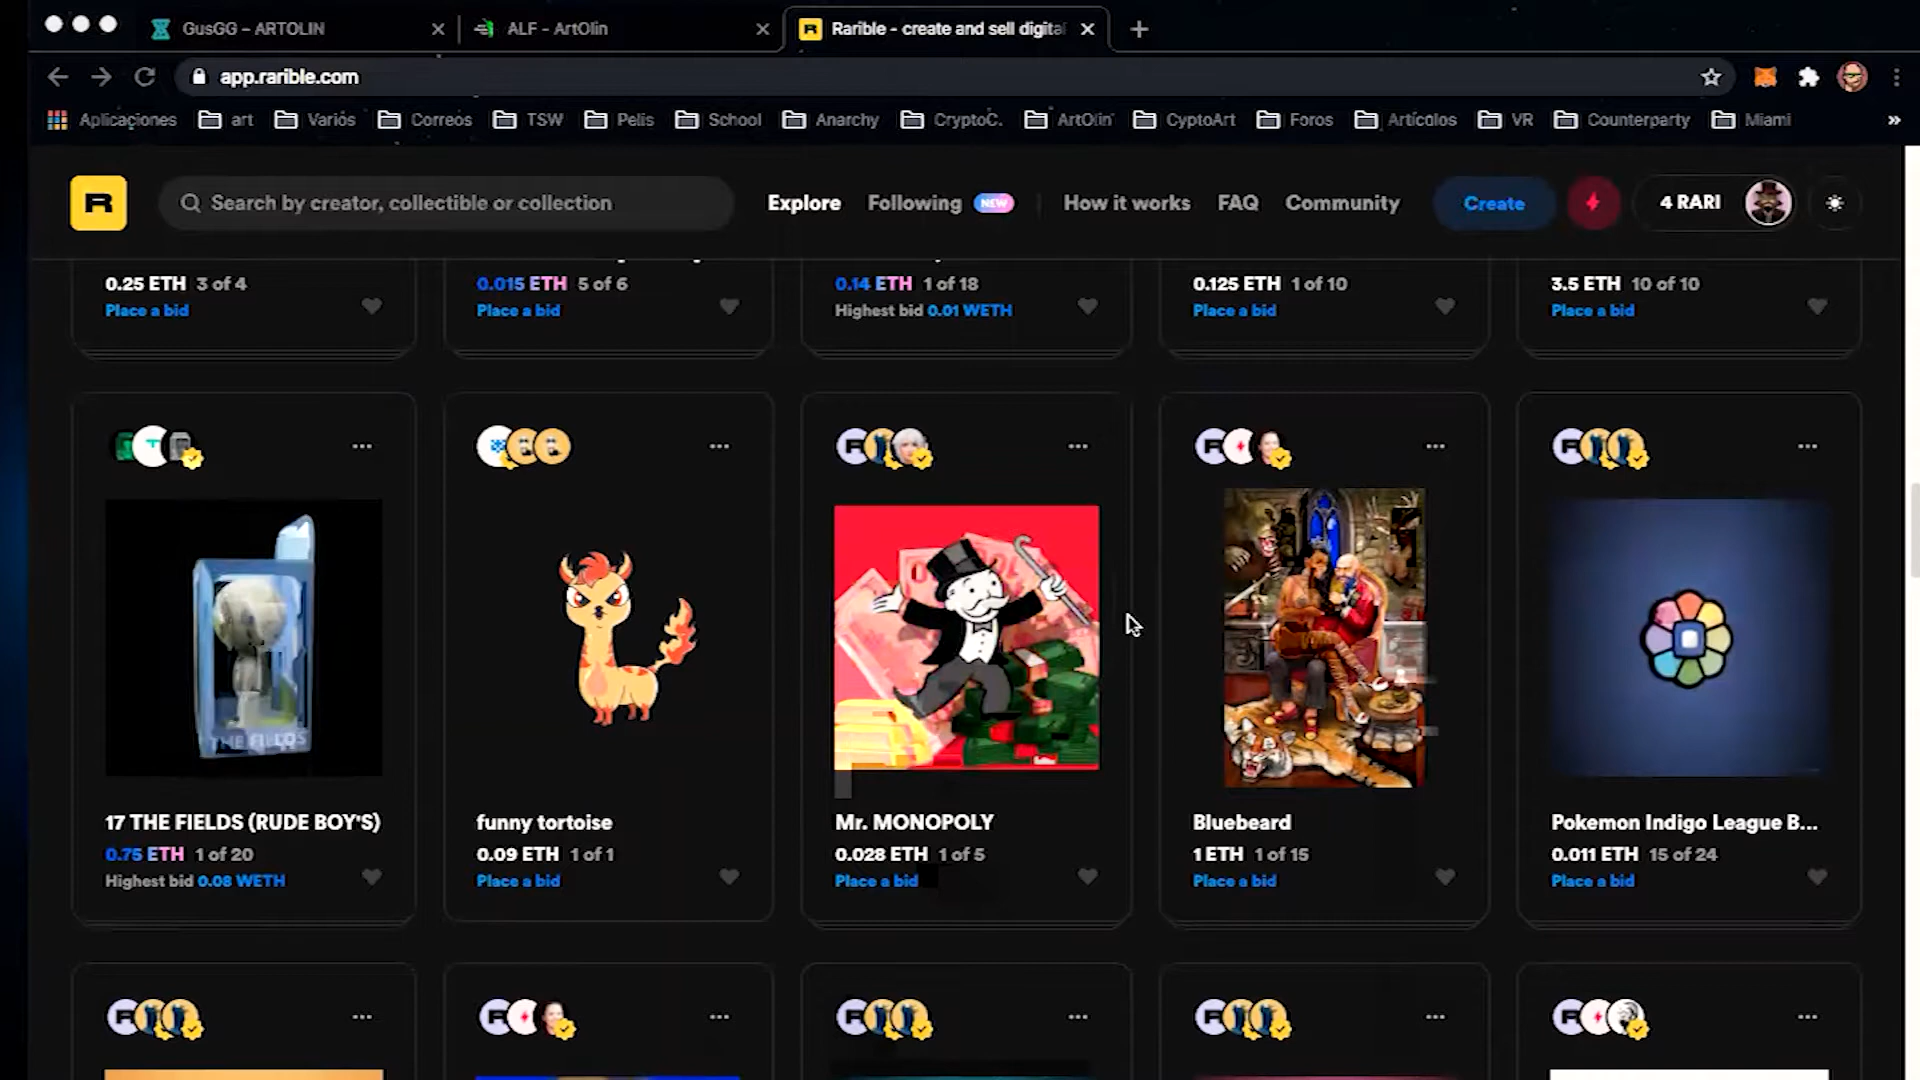 GusGG – ARTOLIN
ALF – ArtOlin
R Rarible - create and sell digital
app.rarible.com
Aplicaciones art Varios Correos TSW Pelis School Anarchy CryptoC. ArtOlin CyptoArt Foros Artículos VR Counterparty Miami »
R Search by creator, collectible or collection Explore Following NEW How it works FAQ Community Create 4 RARI
0.25 ETH 3 of 4
Place a bid
0.015 ETH 5 of 6
Place a bid
0.14 ETH 1 of 18
Highest bid 0.01 WETH
0.125 ETH 1 of 10
Place a bid
3.5 ETH 10 of 10
Place a bid
THE FIELDS
17 THE FIELDS (RUDE BOY'S)
0.75 ETH 1 of 20
Highest bid 0.08 WETH
funny tortoise
0.09 ETH 1 of 1
Place a bid
Mr. MONOPOLY
0.028 ETH 1 of 5
Place a bid
Bluebeard
1 ETH 1 of 15
Place a bid
Pokemon Indigo League B...
0.011 ETH 15 of 24
Place a bid